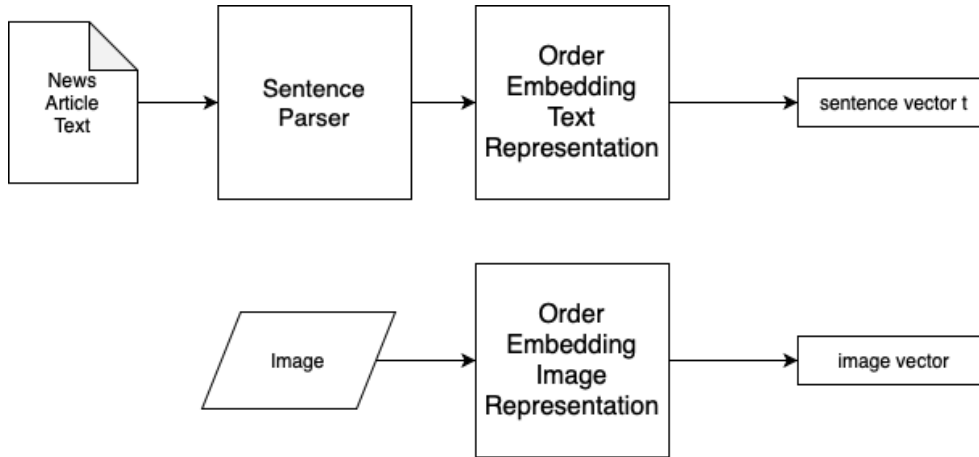 News
Article
Text
Sentence
Parser
Order
Embedding
Text
Representation
sentence vector t
Image
Order
Embedding
Image
Representation
image vector